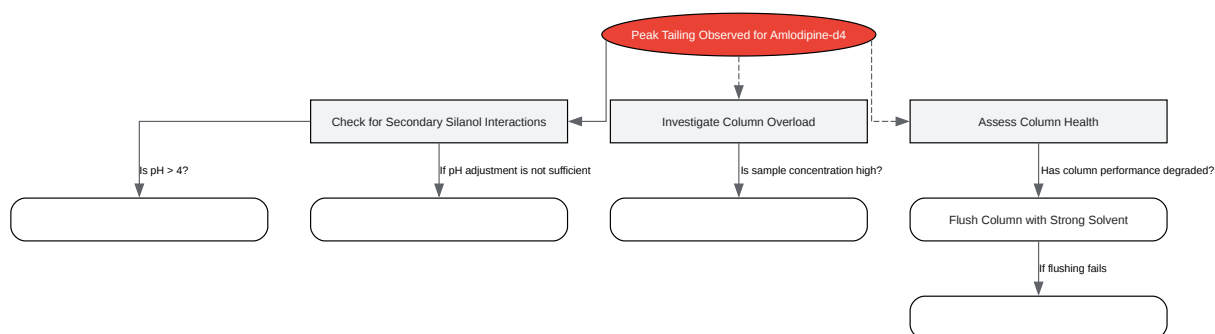 Peak Tailing Observed for Amlodipine-d4
Check for Secondary Silanol Interactions
Investigate Column Overload
Assess Column Health
Is pH > 4?
If pH adjustment is not sufficient
Is sample concentration high?
Has column performance degraded?
Flush Column with Strong Solvent
If flushing fails